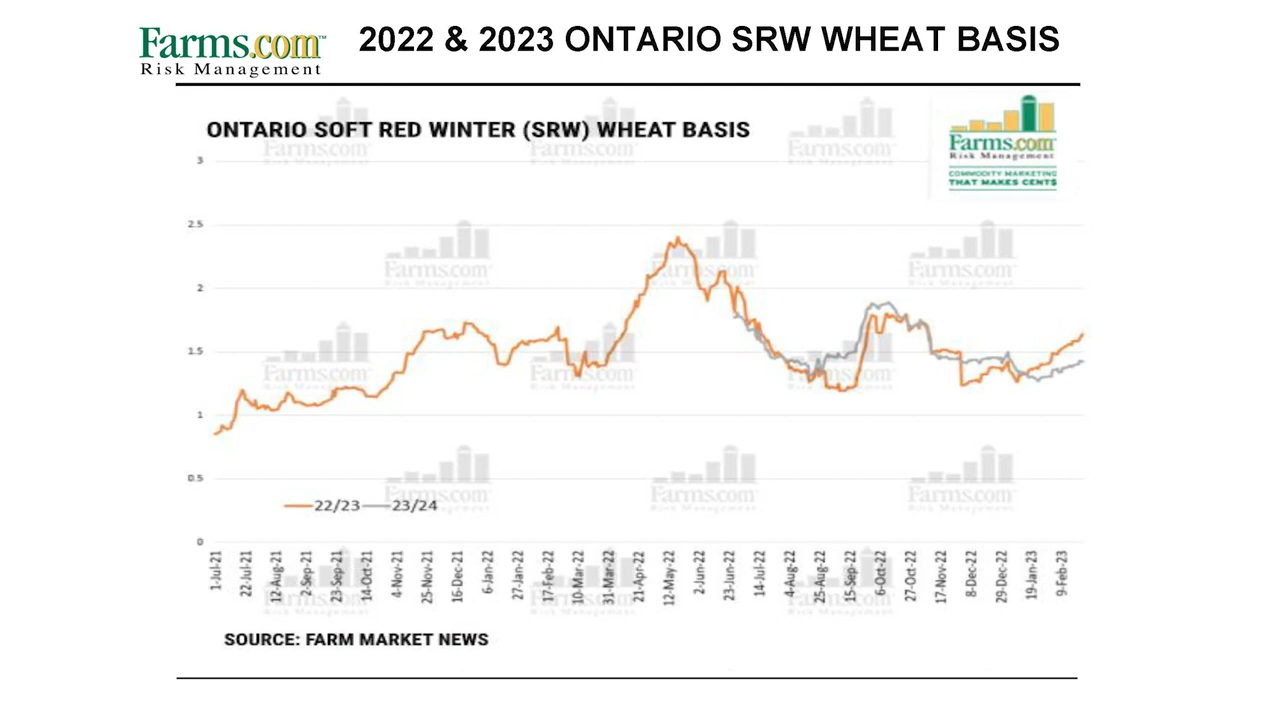 Farms.com™
Risk Management
2022 & 2023 ONTARIO SRW WHEAT BASIS
ONTARIO SOFT RED WINTER (SRW) WHEAT BASIS
Farms.com
Risk Management
COMMODITY MARKETING
THAT MAKES CENT$
3
2.5
2
1.5
1
0.5
0
22/23
23/24
1-Jul-21
22-Jul-21
12-Aug-21
2-Sep-21
23-Sep-21
14-Oct-21
4-Nov-21
25-Nov-21
16-Dec-21
6-Jan-22
27-Jan-22
17-Feb-22
10-Mar-22
31-Mar-22
21-Apr-22
12-May-22
2-Jun-22
23-Jun-22
14-Jul-22
4-Aug-22
25-Aug-22
15-Sep-22
6-Oct-22
27-Oct-22
17-Nov-22
8-Dec-22
29-Dec-22
19-Jan-23
9-Feb-23
SOURCE: FARM MARKET NEWS